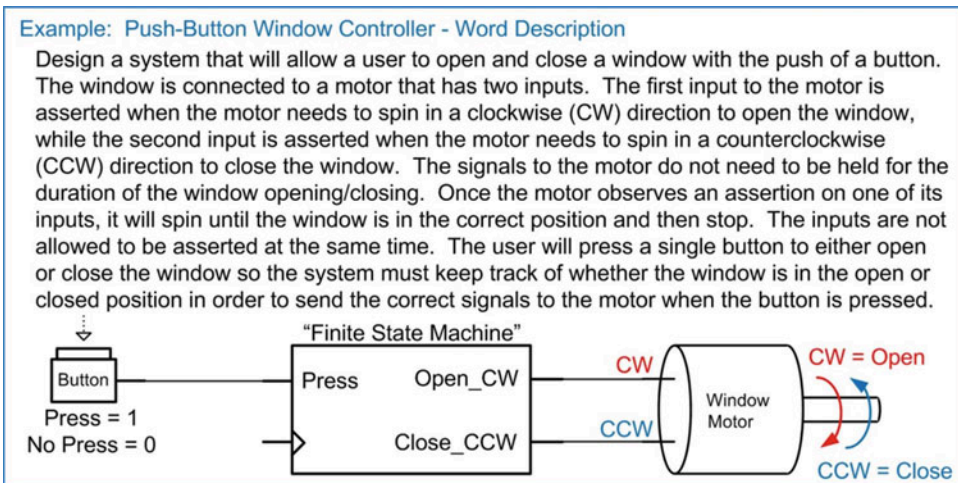 Example: Push-Button Window Controller - Word Description
Design a system that will allow a user to open and close a window with the push of a button.
The window is connected to a motor that has two inputs. The first input to the motor is
asserted when the motor needs to spin in a clockwise (CW) direction to open the window,
while the second input is asserted when the motor needs to spin in a counterclockwise
(CCW) direction to close the window. The signals to the motor do not need to be held for the
duration of the window opening/closing. Once the motor observes an assertion on one of its
inputs, it will spin until the window is in the correct position and then stop. The inputs are not
allowed to be asserted at the same time. The user will press a single button to either open
or close the window so the system must keep track of whether the window is in the open or
closed position in order to send the correct signals to the motor when the button is pressed.
"Finite State Machine"
Button
Press = 1
No Press = 0
Press
Open_CW
Close_CCW
CW
CCW
Window
Motor
CW = Open
CCW = Close